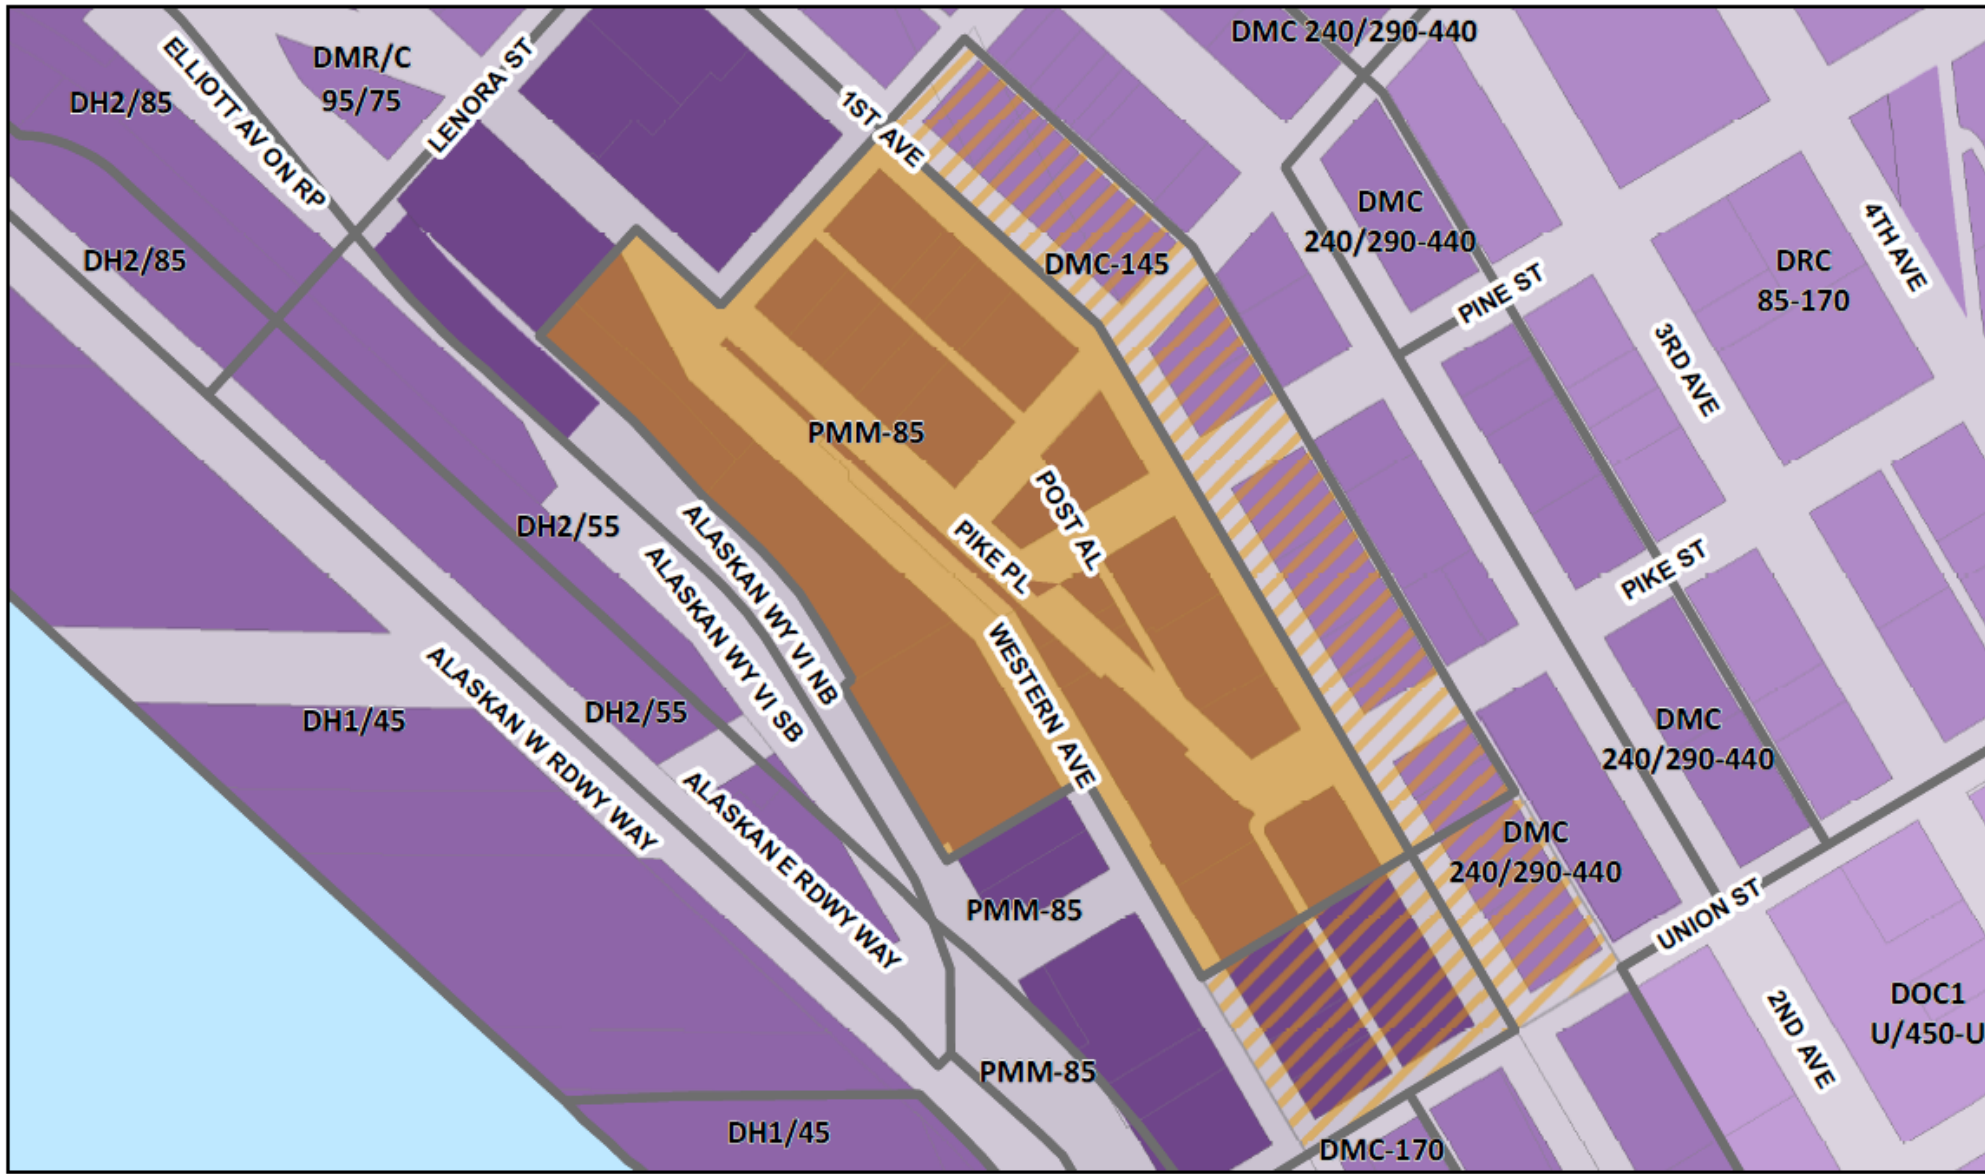 DMC 240/290-440
DMR/C
95/75
DH2/85
ELLIOTT AV ON RP
LENORA ST
1ST AVE
DMC
240/290-440
4TH AVE
DH2/85
DMC-145
PINE ST
DRC
85-170
3RD AVE
PMM-85
POST AL
PIKE PL
DH2/55
ALASKAN WY VI NB
ALASKAN WY VI SB
PIKE ST
WESTERN AVE
ALASKAN W RDWY WAY
DH1/45
DH2/55
DMC
240/290-440
ALASKAN E RDWY WAY
DMC
240/290-440
PMM-85
UNION ST
2ND AVE
DOC1
U/450-U
PMM-85
DH1/45
DMC-170